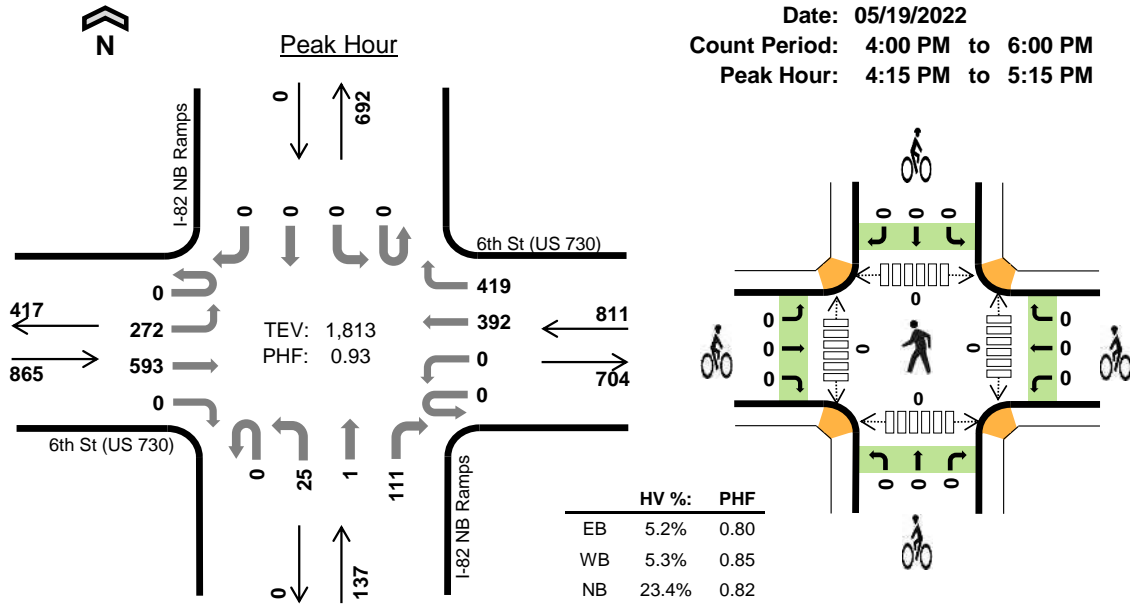 N
Peak Hour
Date: 05/19/2022
Count Period: 4:00 PM to 6:00 PM
Peak Hour: 4:15 PM to 5:15 PM
I-82 NB Ramps
0
692
0 0 0 0
6th St (US 730)
0
272
593
0
417
865
TEV: 1,813
PHF: 0.93
419
392
0
0
811
704
6th St (US 730)
0 25 1 111
0
137
I-82 NB Ramps
0 0 0
0
0
0
0
0
0
0
0
0
0
0
0 0 0
HV %: PHF
EB 5.2% 0.80
WB 5.3% 0.85
NB 23.4% 0.82